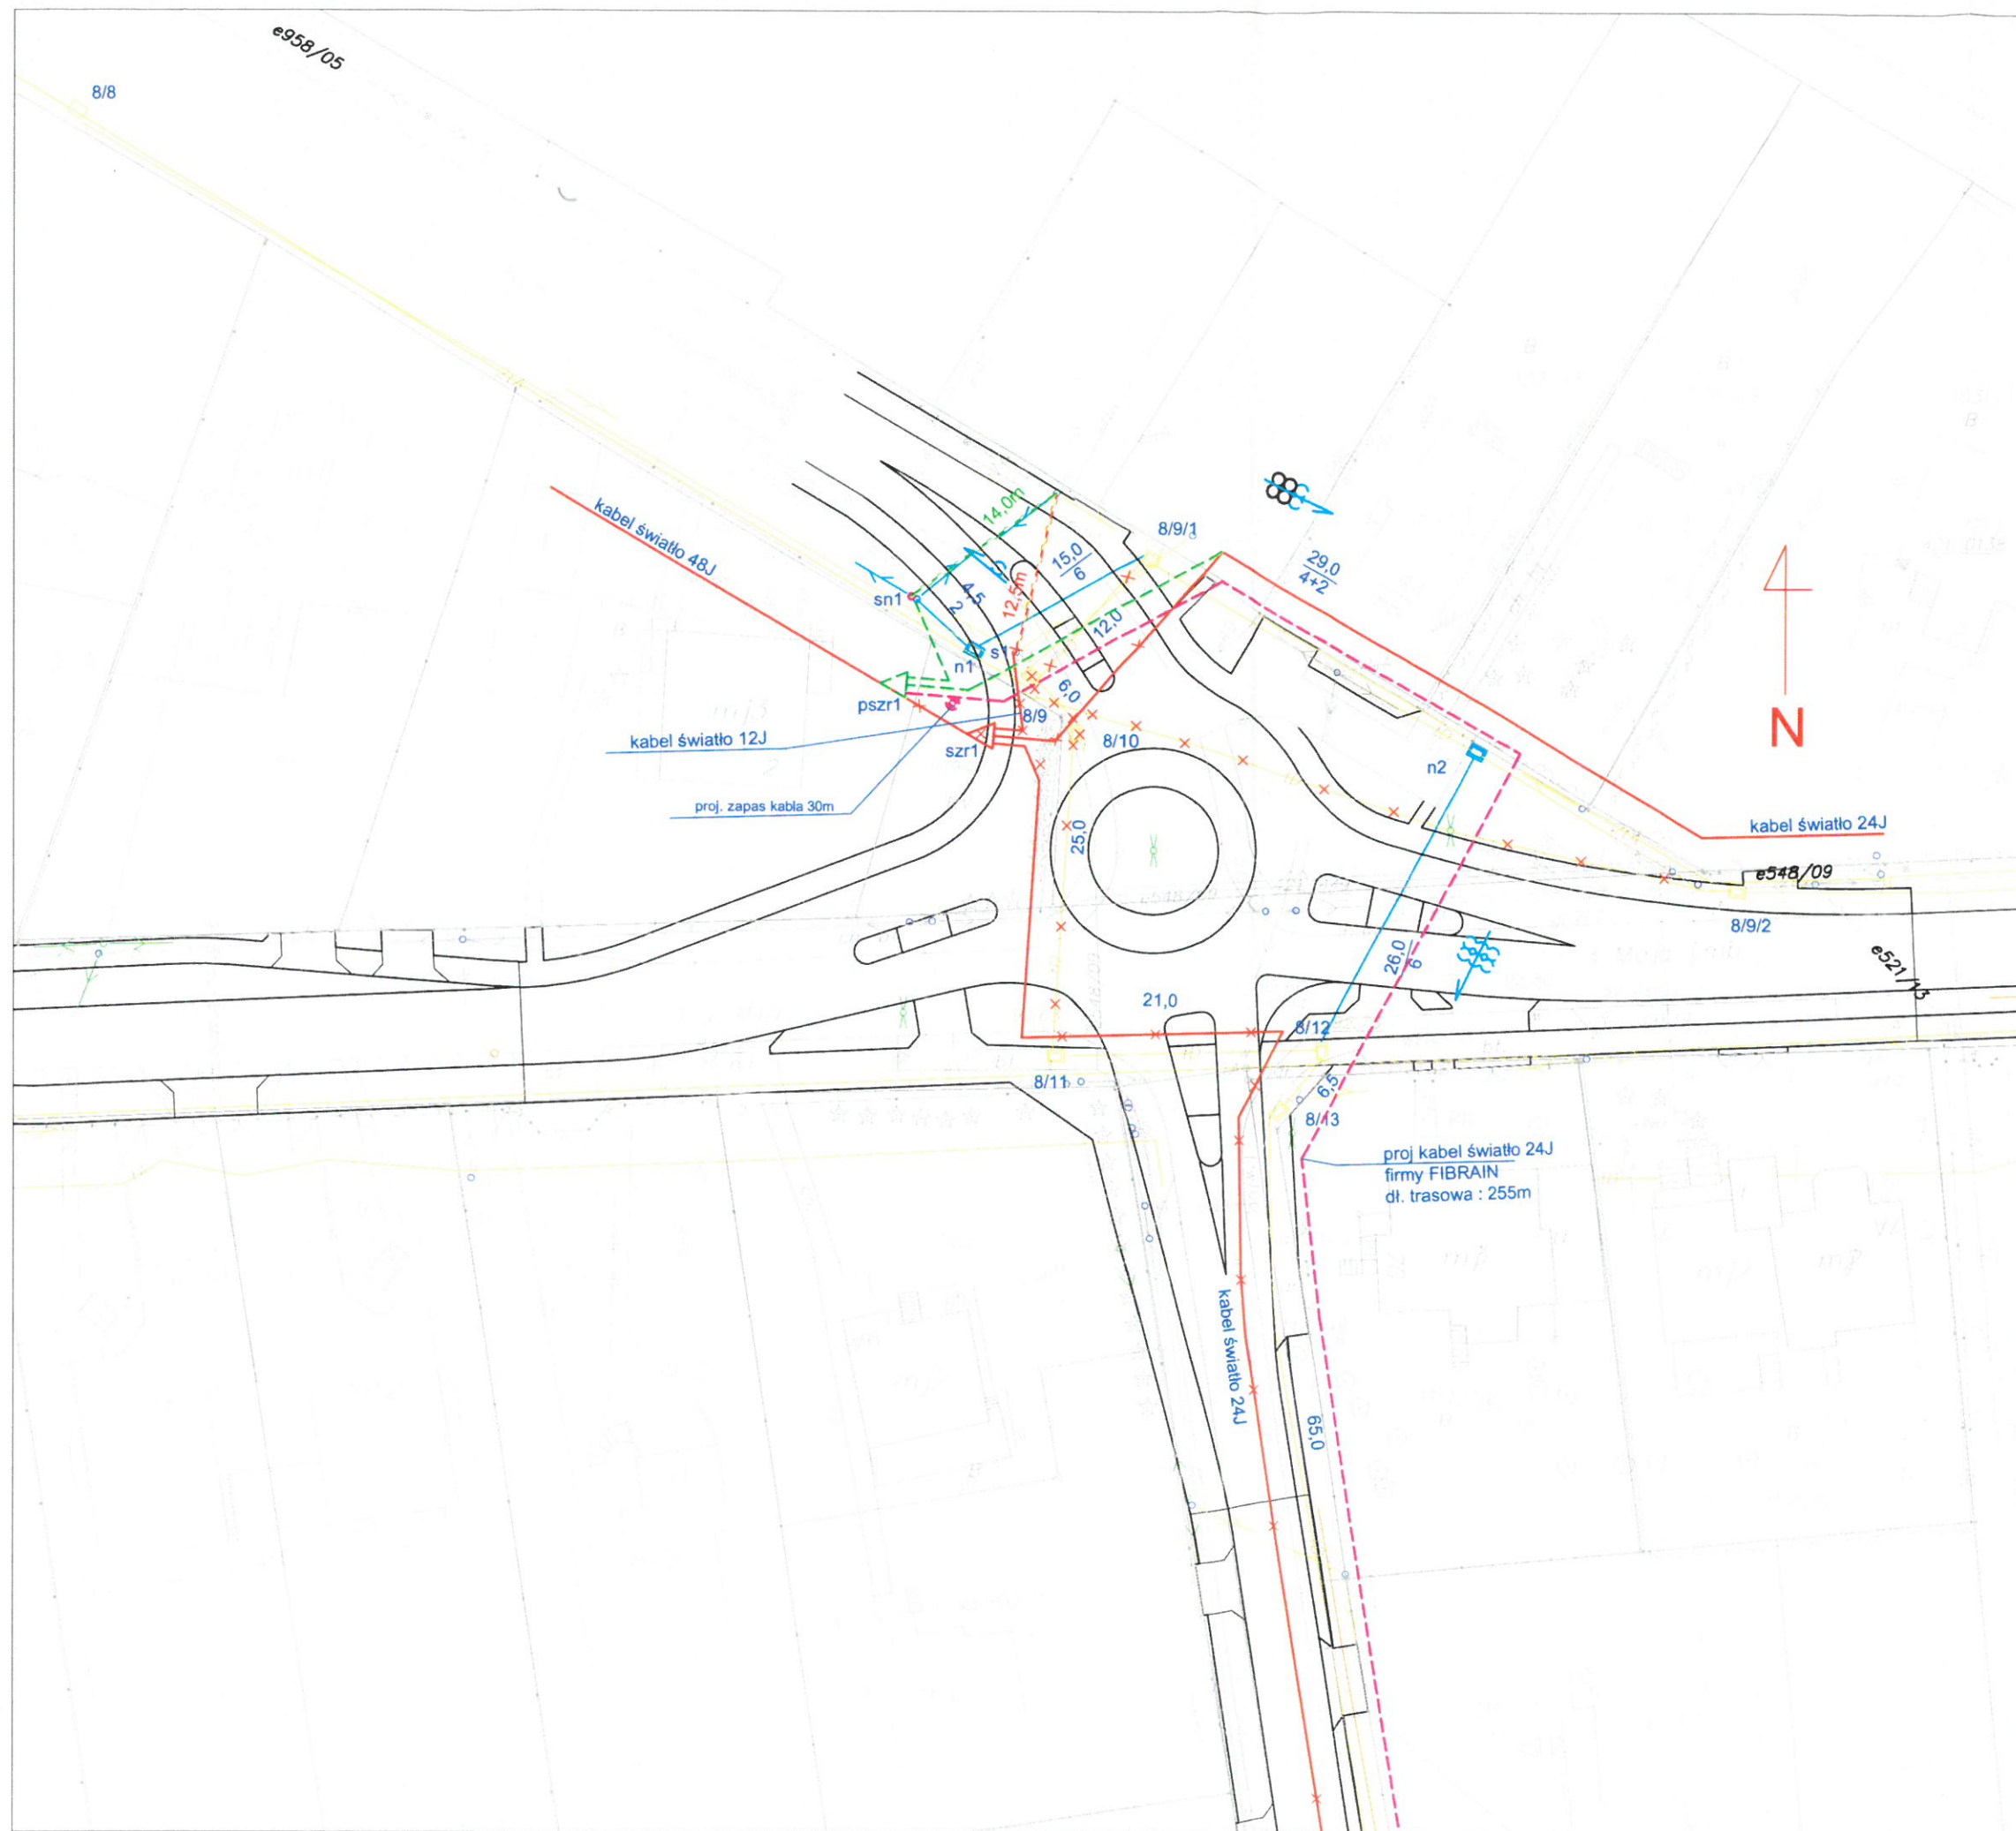 e958/05
8/8
kabel światło 48J
14,0m
8/9/1
15,0
6
29,0
4+2
sn1
4,5
2
12,5m
s1
n1
12,0
6,0
pszr1
8/9
kabel światło 12J
szr1
8/10
N
n2
proj. zapas kabla 30m
25,0
kabel światło 24J
e548/09
8/9/2
26,0
6
e521/13
21,0
8/12
8/11
6,5
8/13
proj kabel światło 24J
firmy FIBRAIN
dł. trasowa : 255m
kabel światło 24J
65,0